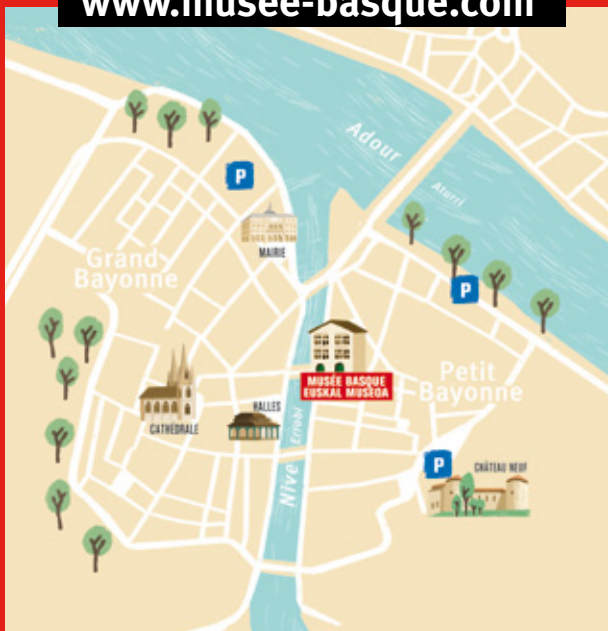 www.musee-basque.com
Adour
Aturri
P
MAIRIE
Grand
Bayonne
P
MUSÉE BASQUE
EUSKAL MUSEOA
Petit
Bayonne
HALLES
CATHÉDRALE
Errobi
Nive
P
CHÂTEAU NEUF